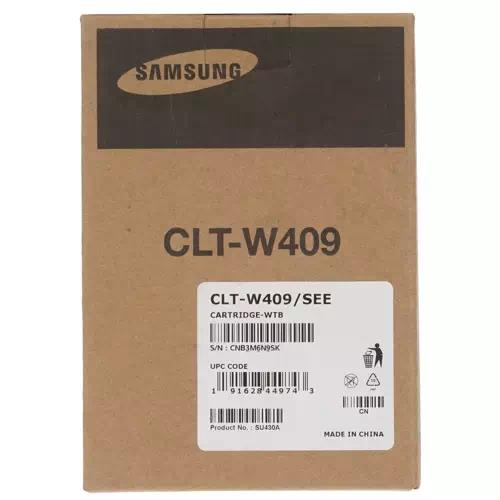 SAMSUNG
CLT-W409
CLT-W409/SEE
CARTRIDGE-WTB
S/N : CNB3M6N9SK
UPC CODE
1 91628 44974 3
Product No. : SU430A
CN
MADE IN CHINA